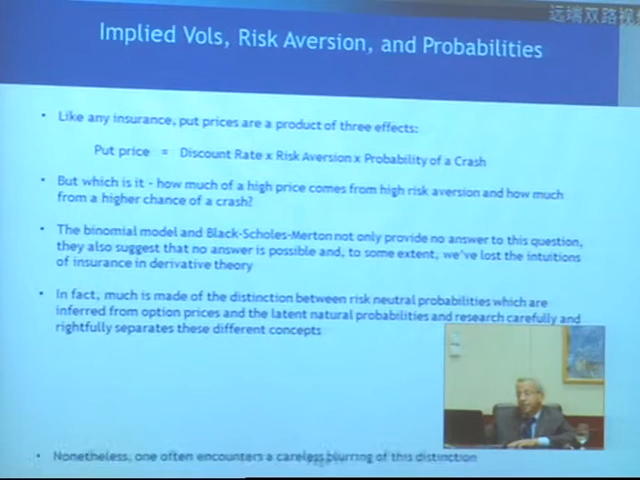 远端双路视
Implied Vols, Risk Aversion, and Probabilities
• Like any insurance, put prices are a product of three effects:
Put price = Discount Rate x Risk Aversion x Probability of a Crash
• But which is it - how much of a high price comes from high risk aversion and how much
from a higher chance of a crash?
• The binomial model and Black-Scholes-Merton not only provide no answer to this question,
they also suggest that no answer is possible and, to some extent, we've lost the intuitions
of insurance in derivative theory
• In fact, much is made of the distinction between risk neutral probabilities which are
inferred from option prices and the latent natural probabilities and research carefully and
rightfully separates these different concepts
• Nonetheless, one often encounters a careless blurring of this distinction